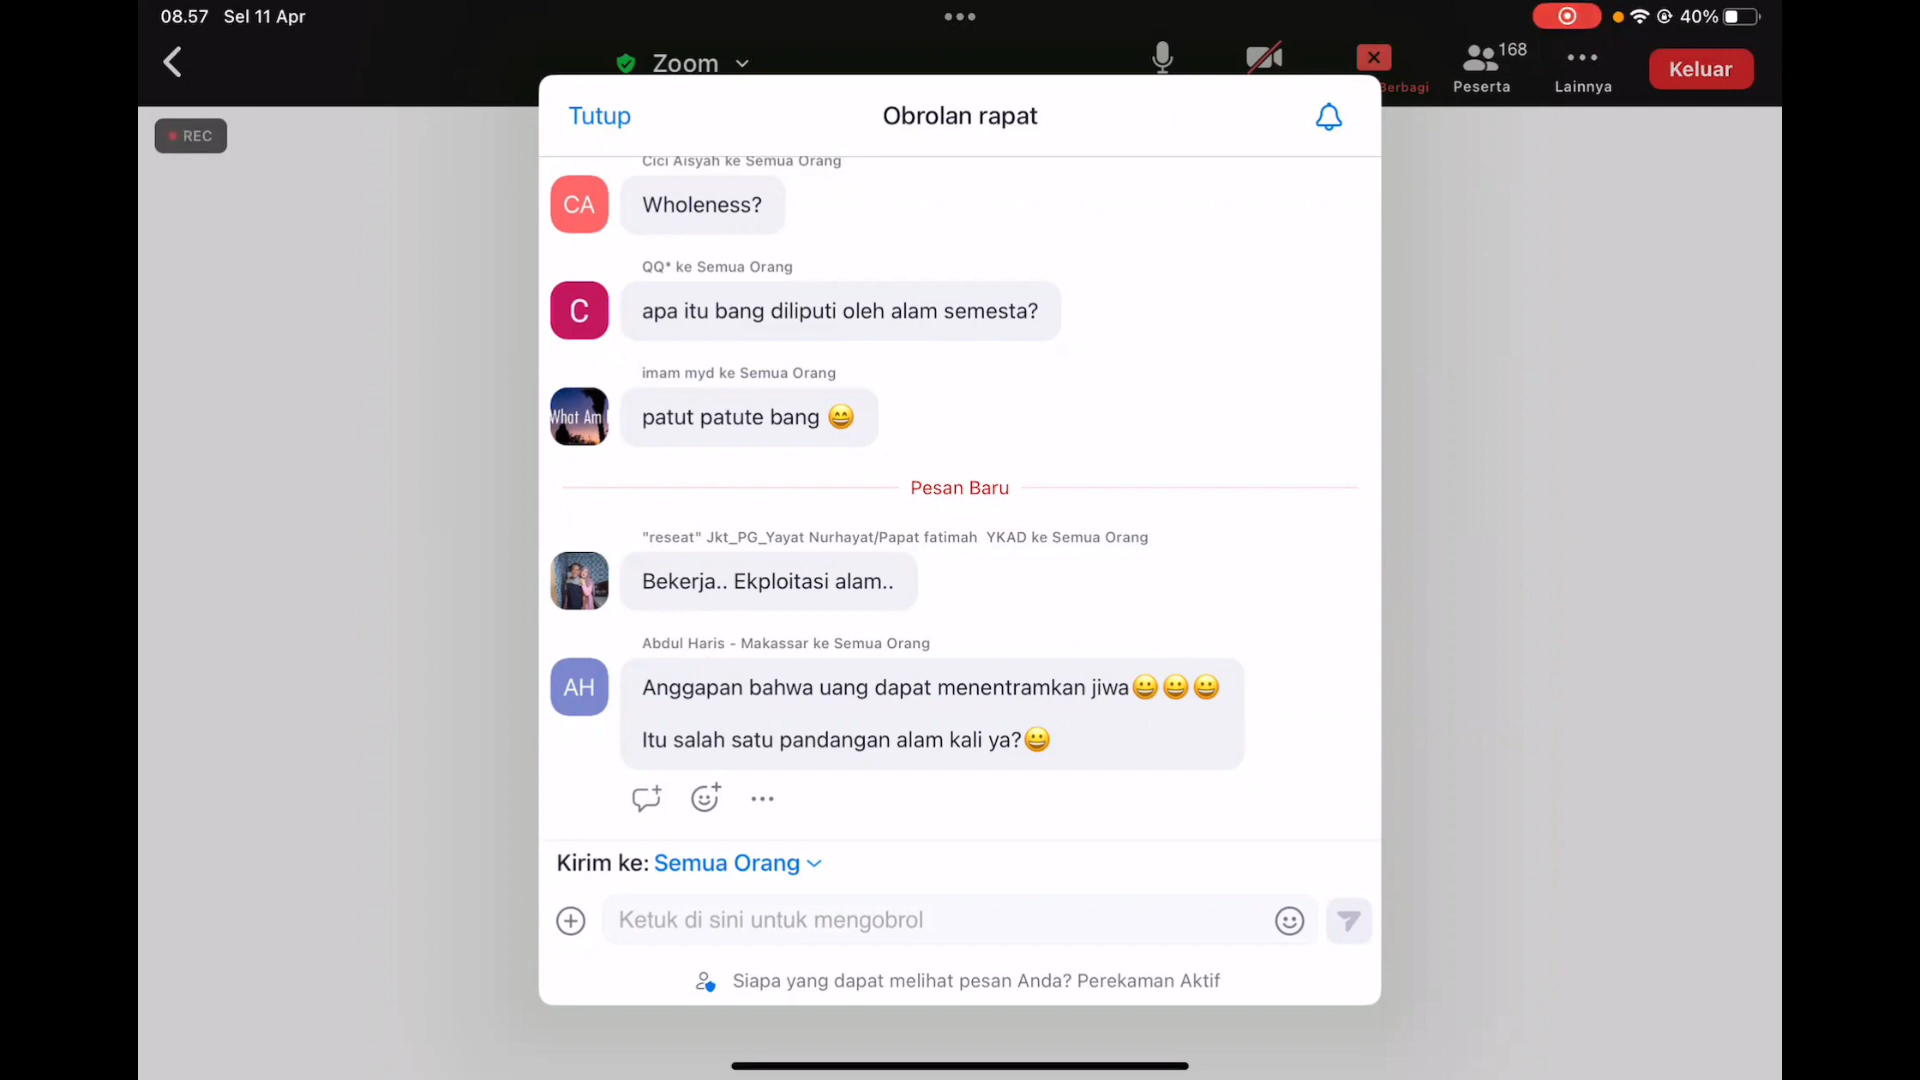 08.57 Sel 11 Apr
40%
Zoom
168
Berbagi
Peserta
Lainnya
Keluar
REC
Tutup
Obrolan rapat
Cici Aisyah ke Semua Orang
CA
Wholeness?
QQ* ke Semua Orang
C
apa itu bang diliputi oleh alam semesta?
imam myd ke Semua Orang
What Am
patut patute bang 😄
Pesan Baru
"reseat" Jkt_PG_Yayat Nurhayat/Papat fatimah YKAD ke Semua Orang
Bekerja.. Ekploitasi alam..
Abdul Haris - Makassar ke Semua Orang
AH
Anggapan bahwa uang dapat menentramkan jiwa😀😀😀
Itu salah satu pandangan alam kali ya?😀
Kirim ke: Semua Orang
Ketuk di sini untuk mengobrol
Siapa yang dapat melihat pesan Anda? Perekaman Aktif